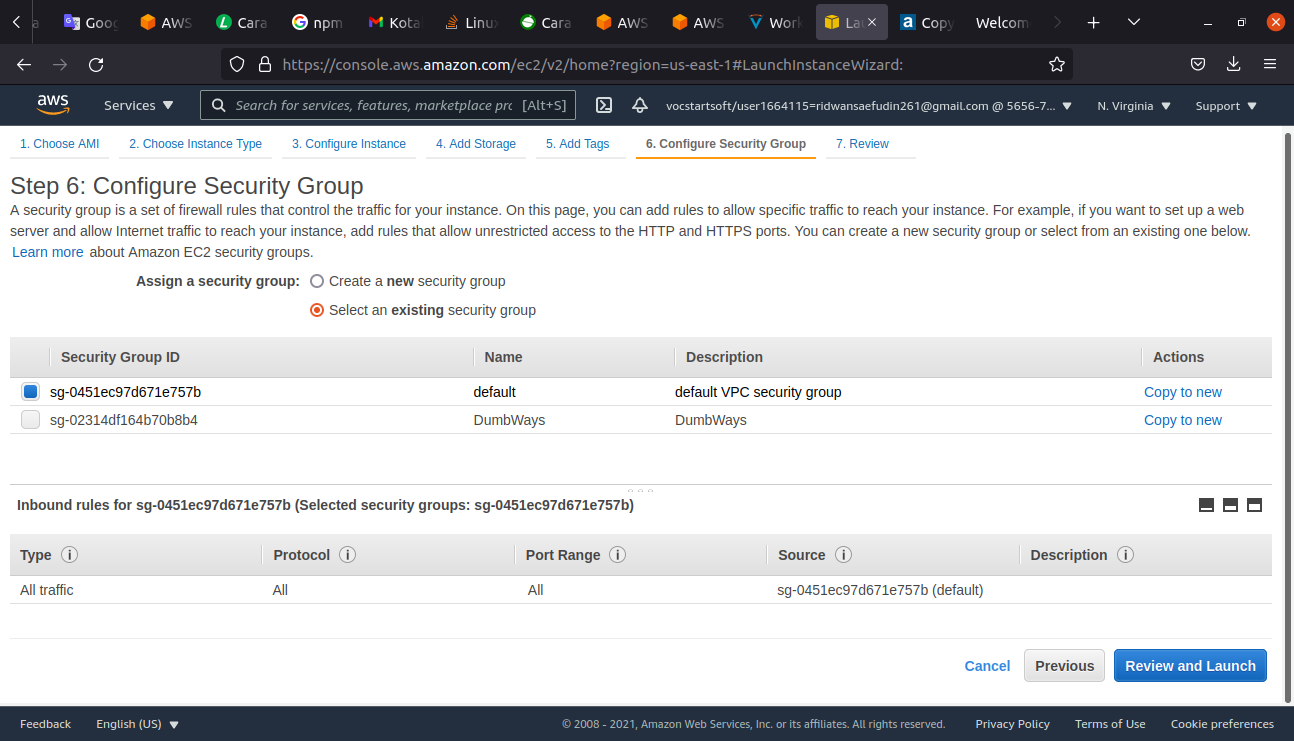 Goog AWS Cara npm Kota Linux Cara AWS AWS Work La Copy Welcom
https://console.aws.amazon.com/ec2/v2/home?region=us-east-1#LaunchInstanceWizard:
aws Services Search for services, features, marketplace prc [Alt+S] vocstartsoft/user1664115=ridwansaefudin261@gmail.com @ 5656-7... N. Virginia Support
1. Choose AMI 2. Choose Instance Type 3. Configure Instance 4. Add Storage 5. Add Tags 6. Configure Security Group 7. Review
Step 6: Configure Security Group
A security group is a set of firewall rules that control the traffic for your instance. On this page, you can add rules to allow specific traffic to reach your instance. For example, if you want to set up a web
server and allow Internet traffic to reach your instance, add rules that allow unrestricted access to the HTTP and HTTPS ports. You can create a new security group or select from an existing one below.
Learn more about Amazon EC2 security groups.
Assign a security group: Create a new security group
Select an existing security group
Security Group ID Name Description Actions
sg-0451ec97d671e757b default default VPC security group Copy to new
sg-02314df164b70b8b4 DumbWays DumbWays Copy to new
Inbound rules for sg-0451ec97d671e757b (Selected security groups: sg-0451ec97d671e757b)
Type Protocol Port Range Source Description
All traffic All All sg-0451ec97d671e757b (default)
Cancel Previous Review and Launch
Feedback English (US) © 2008 - 2021, Amazon Web Services, Inc. or its affiliates. All rights reserved. Privacy Policy Terms of Use Cookie preferences